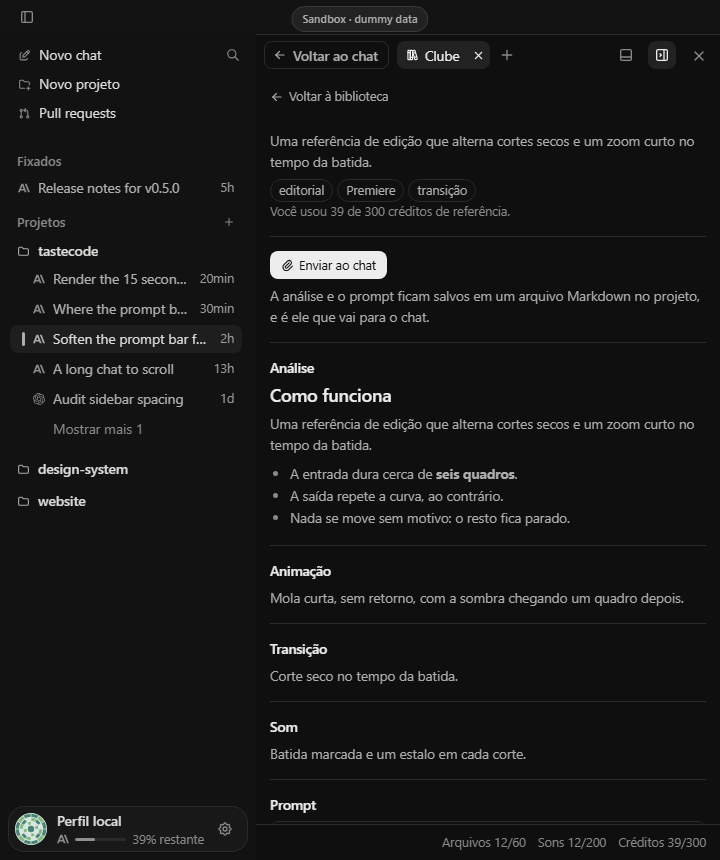 Sandbox · dummy data
Novo chat
Novo projeto
Pull requests
Fixados
Release notes for v0.5.0 5h
Projetos
tastecode
Render the 15 secon... 20min
Where the prompt b... 30min
Soften the prompt bar f... 2h
A long chat to scroll 13h
Audit sidebar spacing 1d
Mostrar mais 1
design-system
website
Perfil local
39% restante
Voltar ao chat
Clube
Voltar à biblioteca
Uma referência de edição que alterna cortes secos e um zoom curto no
tempo da batida.
editorial Premiere transição
Você usou 39 de 300 créditos de referência.
Enviar ao chat
A análise e o prompt ficam salvos em um arquivo Markdown no projeto,
e é ele que vai para o chat.
Análise
Como funciona
Uma referência de edição que alterna cortes secos e um zoom curto no
tempo da batida.
A entrada dura cerca de seis quadros.
A saída repete a curva, ao contrário.
Nada se move sem motivo: o resto fica parado.
Animação
Mola curta, sem retorno, com a sombra chegando um quadro depois.
Transição
Corte seco no tempo da batida.
Som
Batida marcada e um estalo em cada corte.
Prompt
Arquivos 12/60 Sons 12/200 Créditos 39/300